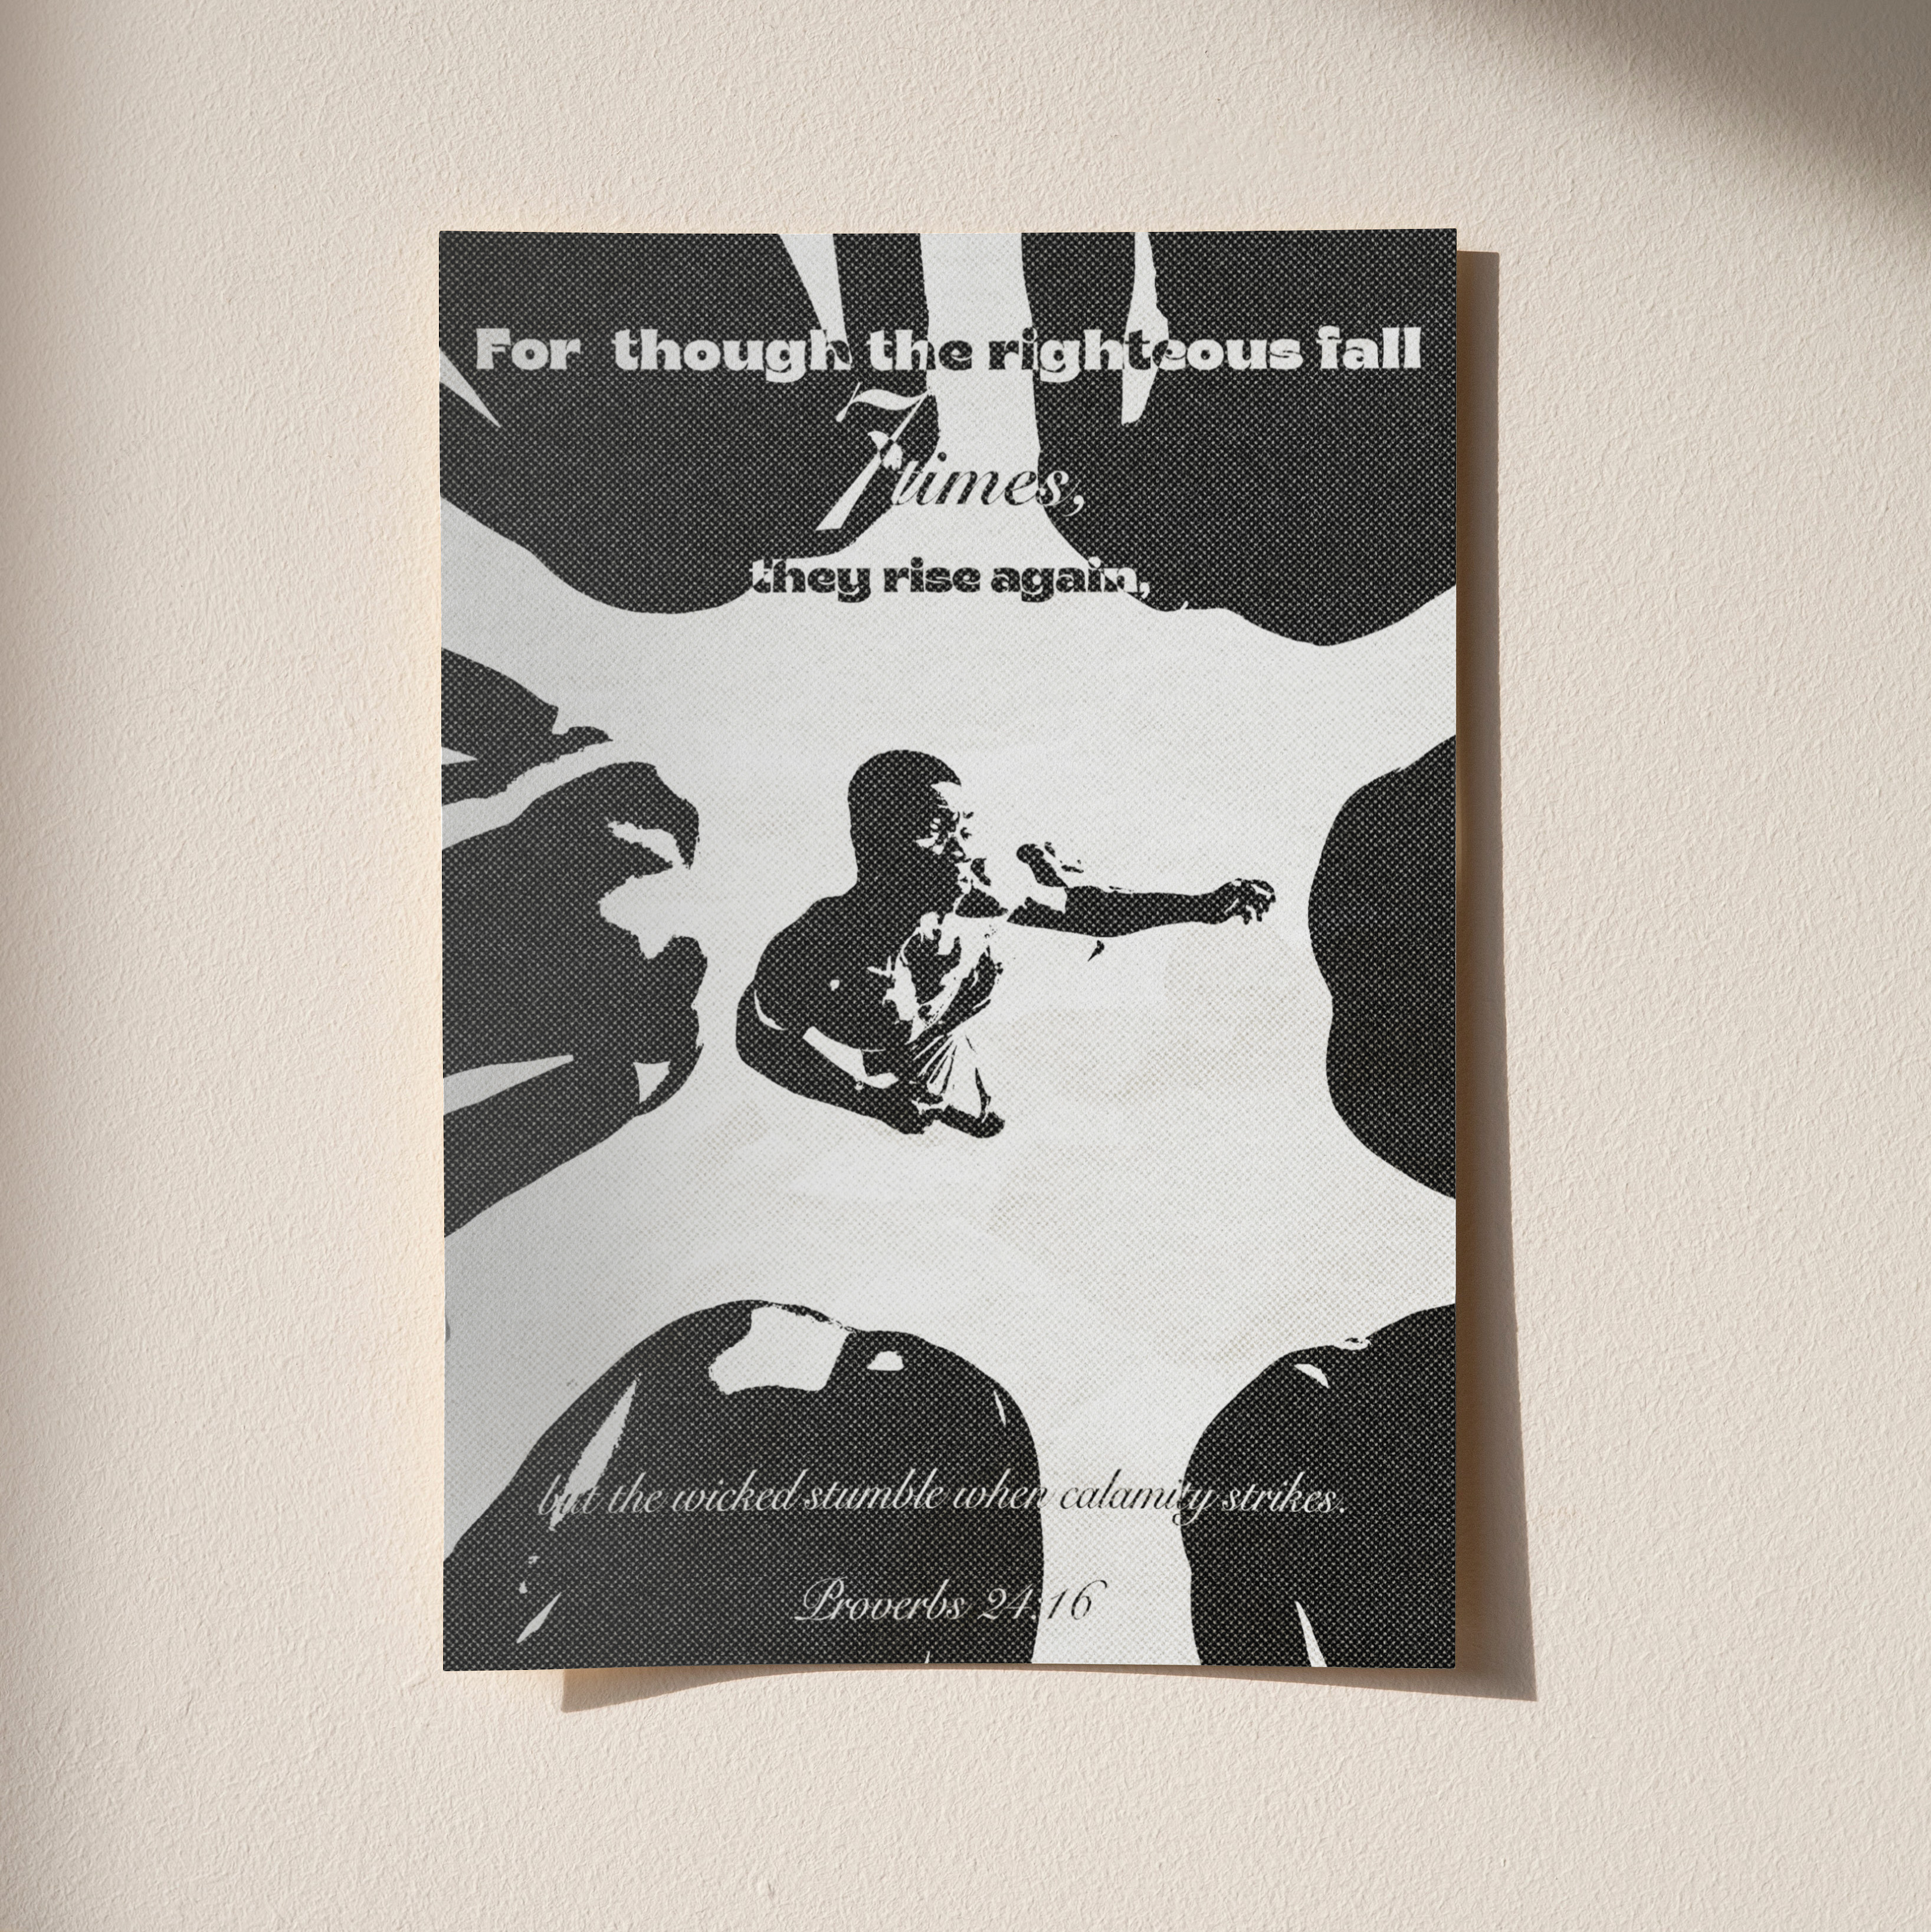 For though the righteous fall
7 times,
they rise again,
but the wicked stumble when calamity strikes.
Proverbs 24:16